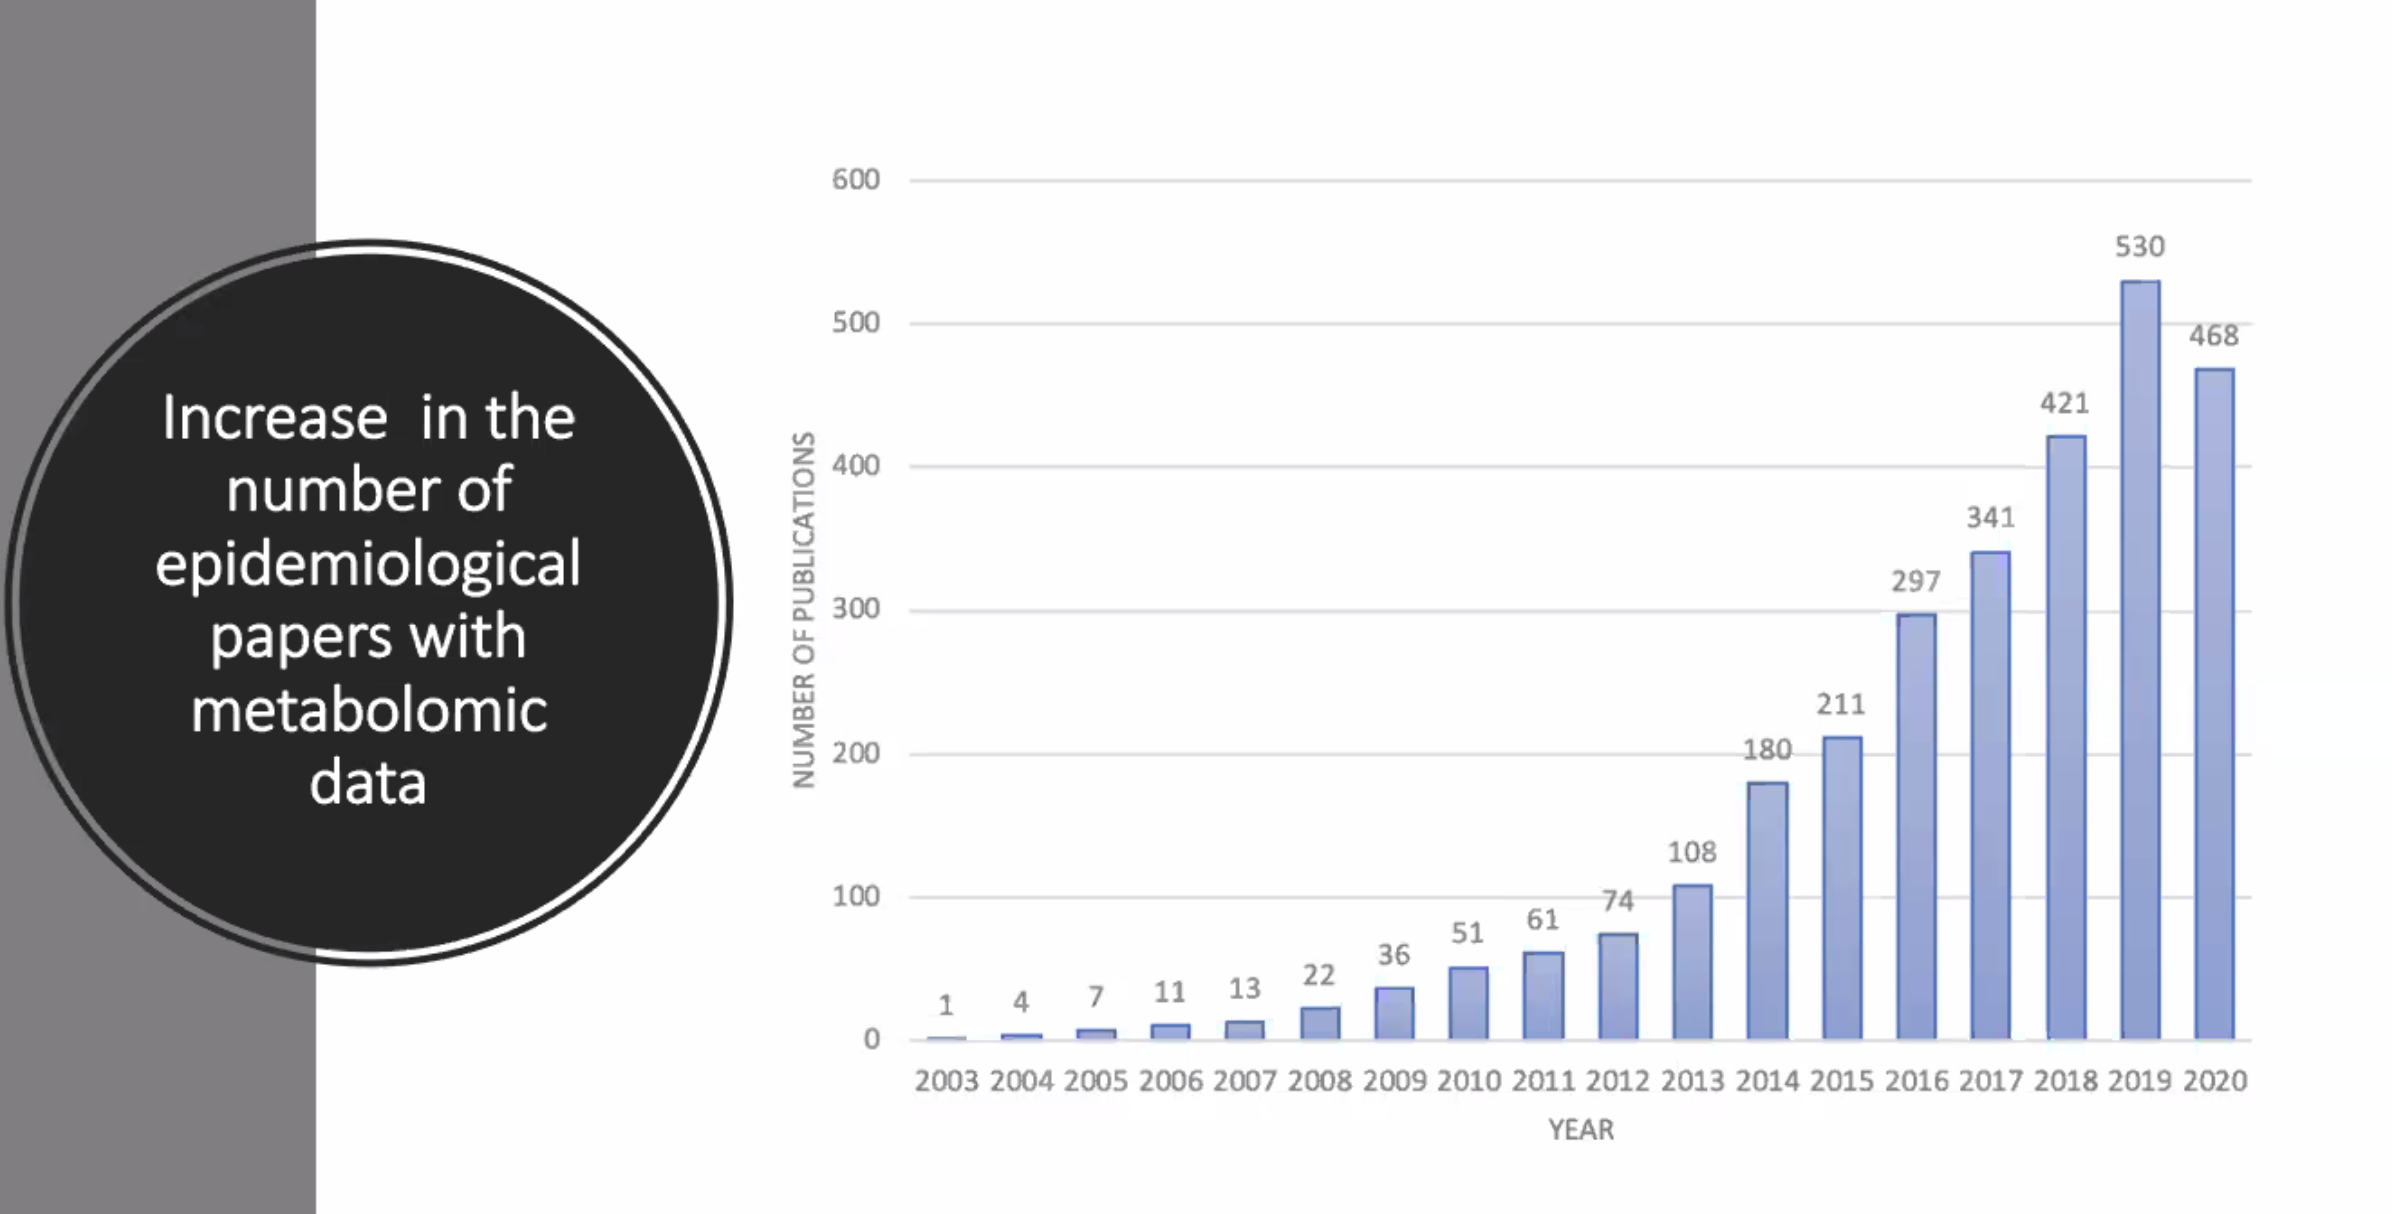 Increase in the
number of
epidemiological
papers with
metabolomic
data
NUMBER OF PUBLICATIONS
600
500
400
300
200
100
0
1
4
7
11
13
22
36
51
61
74
108
180
211
297
341
421
530
468
2003 2004 2005 2006 2007 2008 2009 2010 2011 2012 2013 2014 2015 2016 2017 2018 2019 2020
YEAR